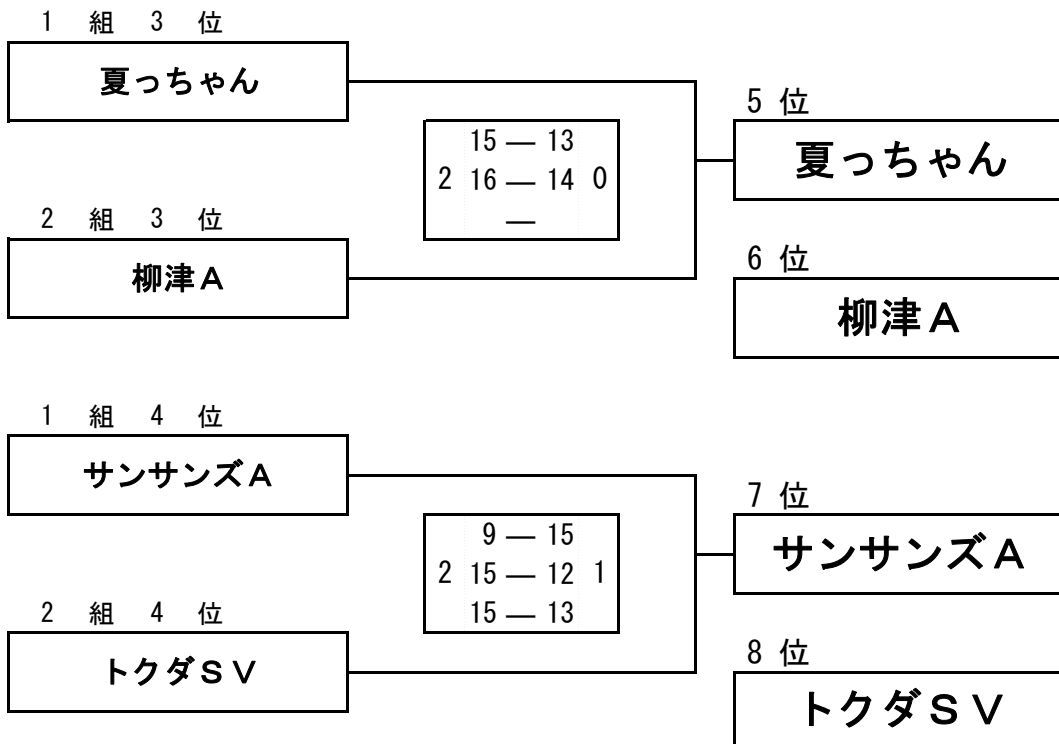 1 組 3 位
夏っちゃん
5 位
夏っちゃん
15 ― 13
2 16 ― 14 0
―
2 組 3 位
柳津A
6 位
柳津A
1 組 4 位
サンサンズA
7 位
サンサンズA
9 ― 15
2 15 ― 12 1
15 ― 13
2 組 4 位
トクダSV
8 位
トクダSV